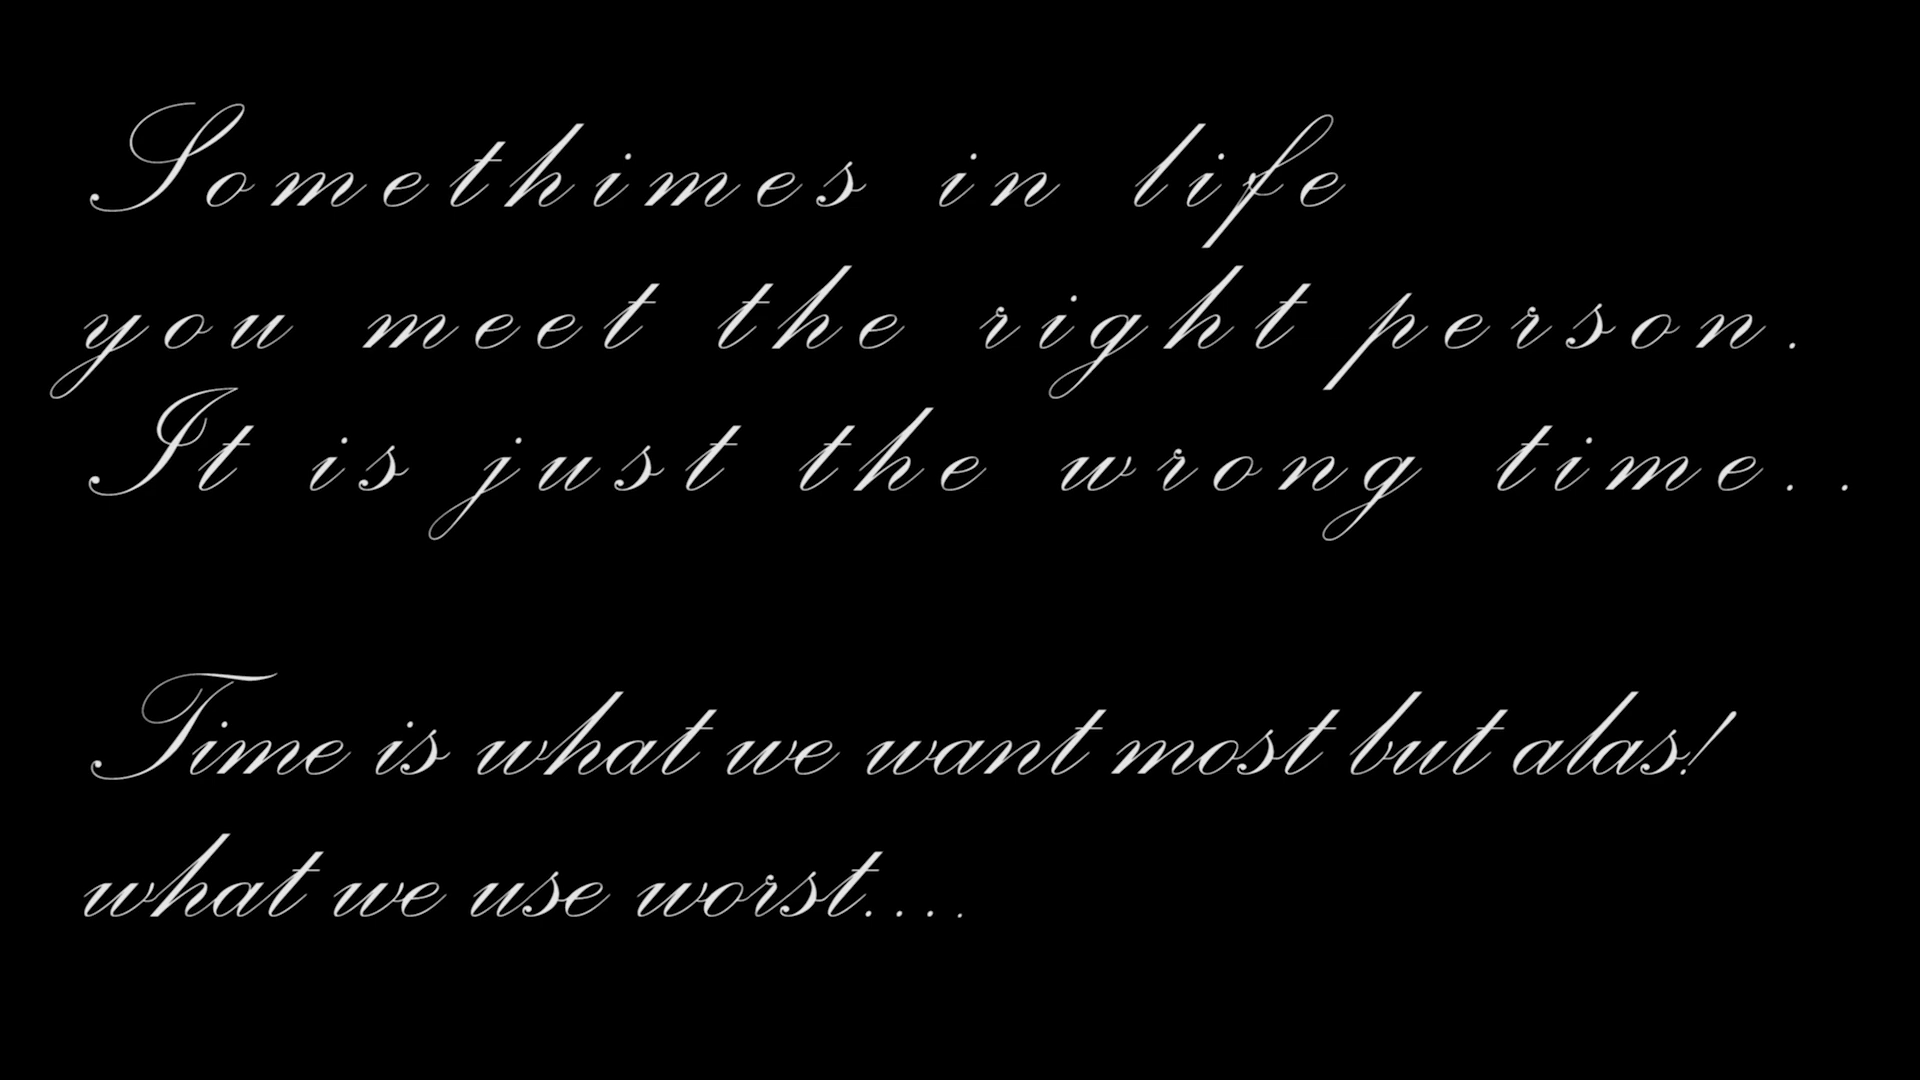 Somethimes in life
you meet the right person.
It is just the wrong time..
Time is what we want most but alas!
what we use worst....